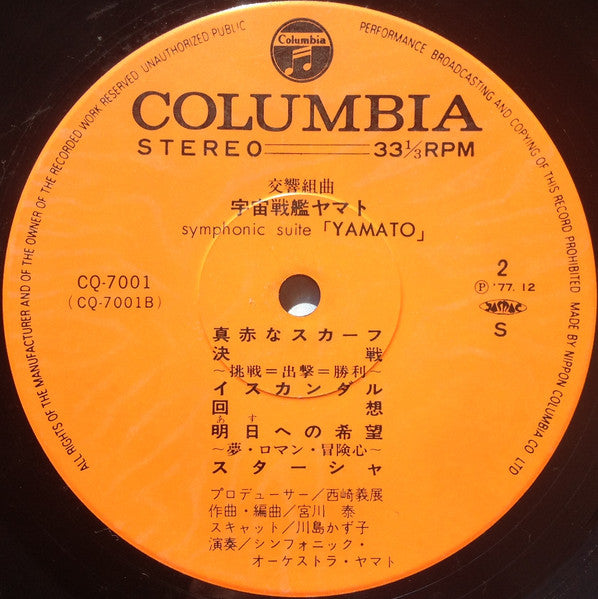 ALL RIGHTS OF THE MANUFACTURER AND OF THE OWNER OF THE RECORDED WORK RESERVED UNAUTHORIZED PUBLIC PERFORMANCE, BROADCASTING AND COPYING OF THIS RECORD PROHIBITED MADE BY NIPPON COLUMBIA CO LTD
Columbia
COLUMBIA
STEREO 33 1/3 RPM
交響組曲
宇宙戦艦ヤマト
symphonic suite「YAMATO」
CQ-7001
(CQ-7001B)
2
Ⓟ '77. 12
JASRAC
S
真赤なスカーフ
決戦
～挑戦=出撃=勝利～
イスカンダル
回想
あす
明日への希望
～夢・ロマン・冒険心～
スターシャ
プロデューサー／西崎義展
作曲・編曲／宮川 泰
スキャット／川島かず子
演奏／シンフォニック・
オーケストラ・ヤマト